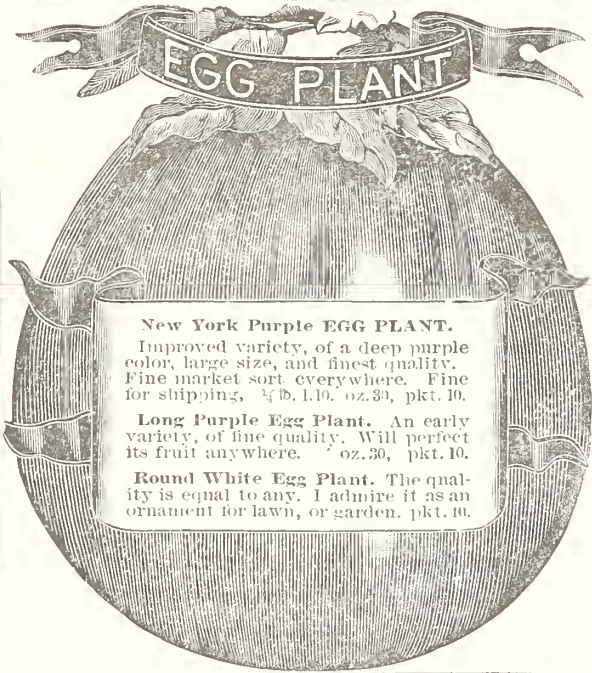 EGG PLANT
New York Purple EGG PLANT.
Improved variety, of a deep purple
color, large size, and finest quality.
Fine market sort everywhere. Fine
for shipping, ¼ lb. 1.10. oz. 30, pkt. 10.
Long Purple Egg Plant. An early
variety, of fine quality. Will perfect
its fruit anywhere. oz. 30, pkt. 10.
Round White Egg Plant. The qual-
ity is equal to any. I admire it as an
ornament for lawn, or garden. pkt. 10.